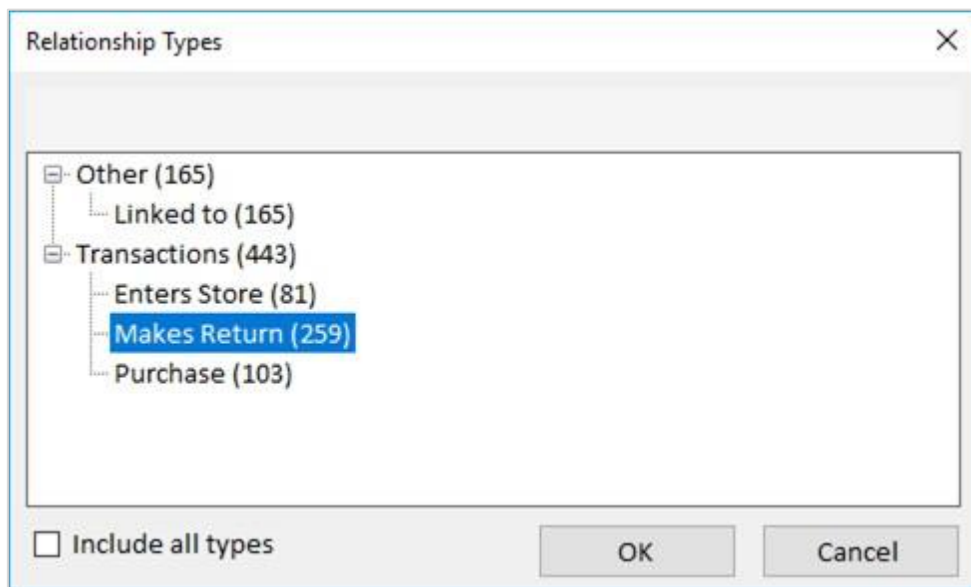 Relationship Types
Other (165)
Linked to (165)
Transactions (443)
Enters Store (81)
Makes Return (259)
Purchase (103)
Include all types
OK
Cancel